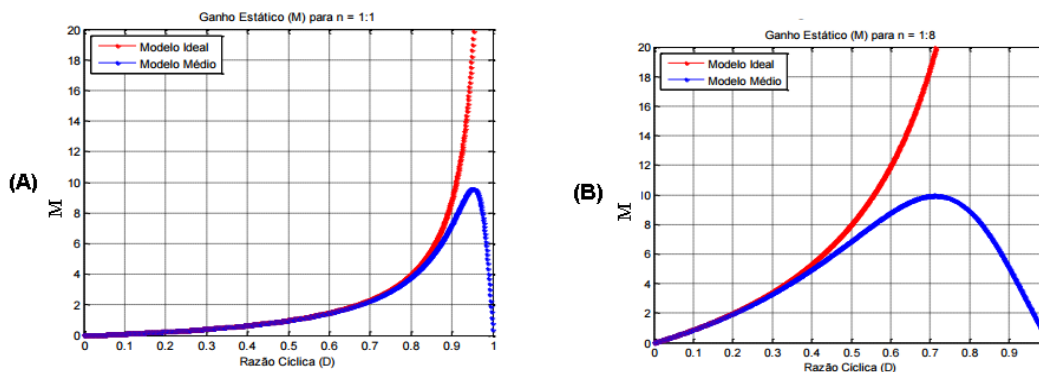 Ganho Estático (M) para n = 1:1
20
18
16
14
12
10
8
6
4
2
0
M
Modelo Ideal
Modelo Médio
0 0.1 0.2 0.3 0.4 0.5 0.6 0.7 0.8 0.9 1
Razão Cíclica (D)
(A)
Ganho Estático (M) para n = 1:8
20
18
16
14
12
10
8
6
4
2
0
M
Modelo Ideal
Modelo Médio
0 0.1 0.2 0.3 0.4 0.5 0.6 0.7 0.8 0.9
Razão Cíclica (D)
(B)